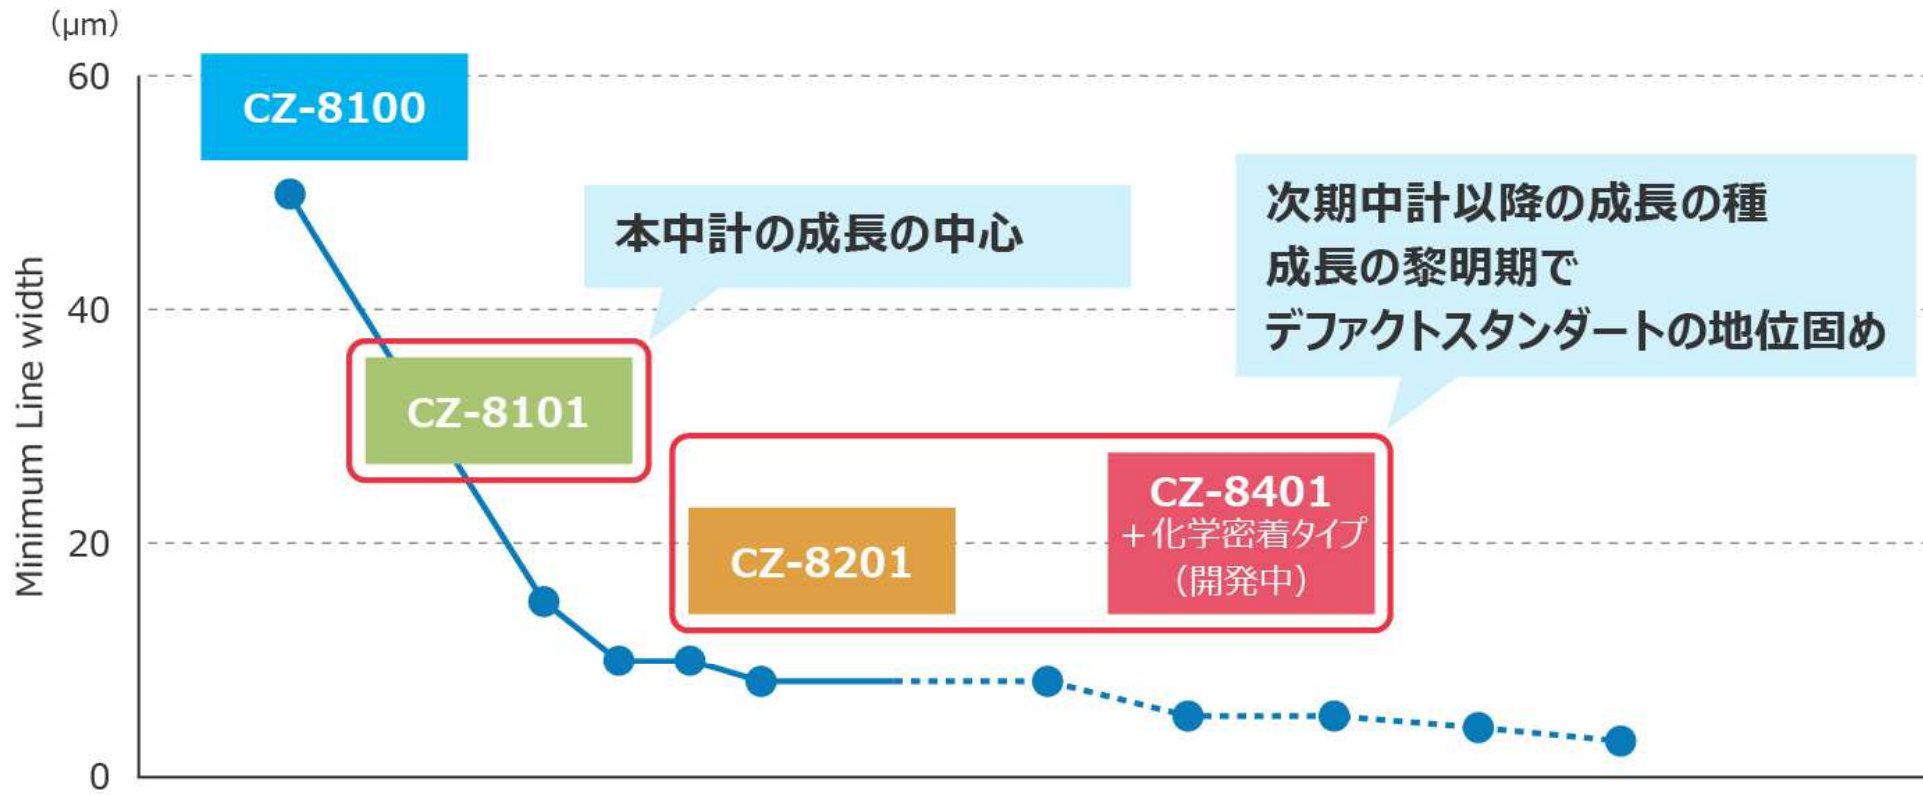 (μm)
60
CZ-8100
本中計の成長の中心
次期中計以降の成長の種
成長の黎明期で
デファクトスタンダートの地位固め
Minimum Line width
40
CZ-8101
CZ-8401
+化学密着タイプ
(開発中)
20
CZ-8201
0